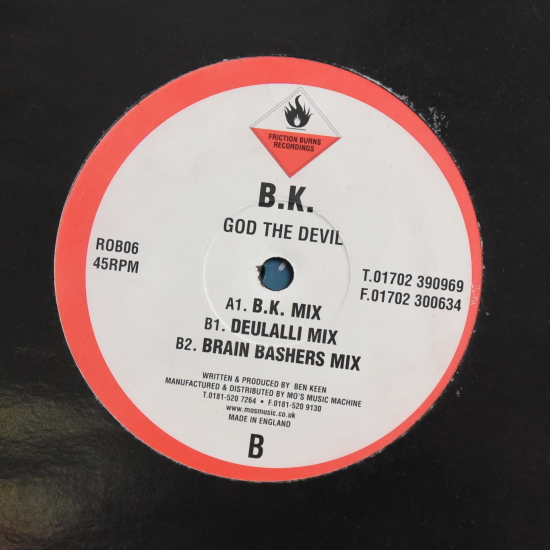 FRICTION BURNS
RECORDINGS
B.K.
GOD THE DEVIL
ROB06
45RPM
T.01702 390969
F.01702 300634
A1. B.K. MIX
B1. DEULALLI MIX
B2. BRAIN BASHERS MIX
WRITTEN & PRODUCED BY BEN KEEN
MANUFACTURED & DISTRIBUTED BY MO'S MUSIC MACHINE
T.0181-520 7264 • F.0181-520 9130
www.mosmusic.co.uk
MADE IN ENGLAND
B